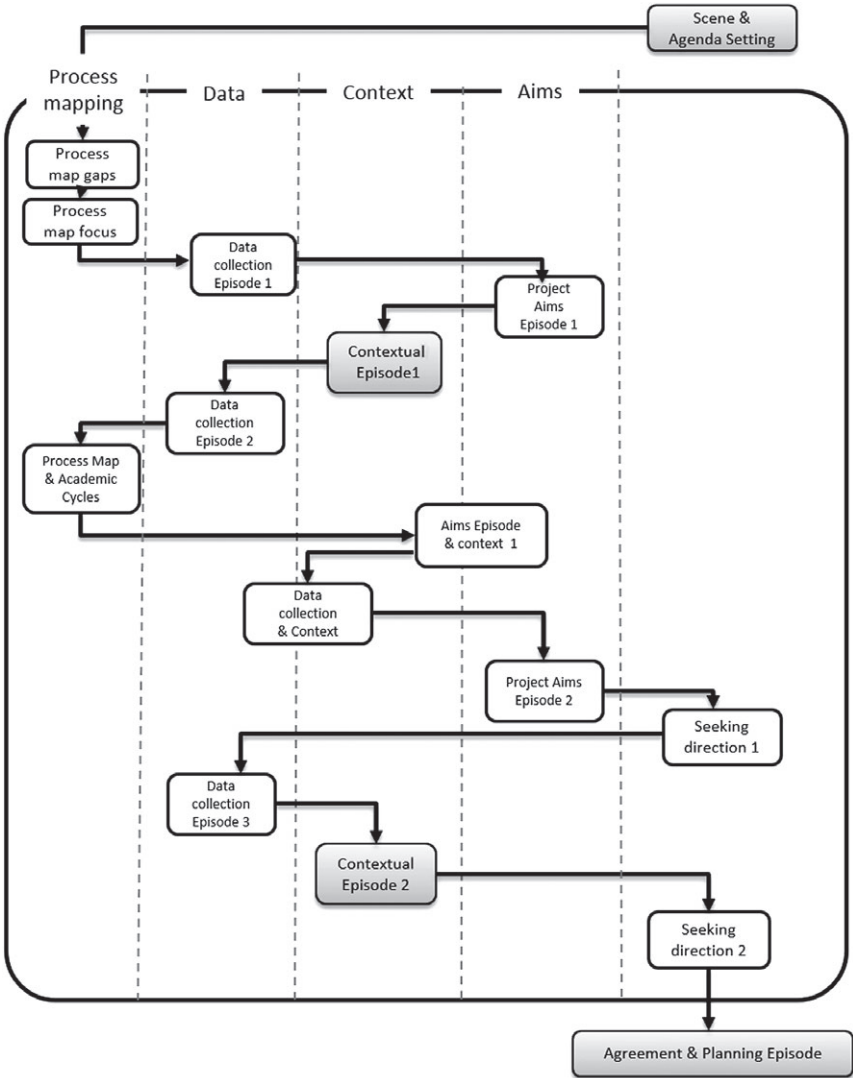 Scene &
Agenda Setting
Process
mapping
Data
Context
Aims
Process
map gaps
Process
map focus
Data
collection
Episode 1
Project
Aims
Episode 1
Contextual
Episode1
Data
collection
Episode 2
Process Map
& Academic
Cycles
Aims Episode
& context 1
Data
collection
& Context
Project Aims
Episode 2
Seeking
direction 1
Data
collection
Episode 3
Contextual
Episode 2
Seeking
direction 2
Agreement & Planning Episode